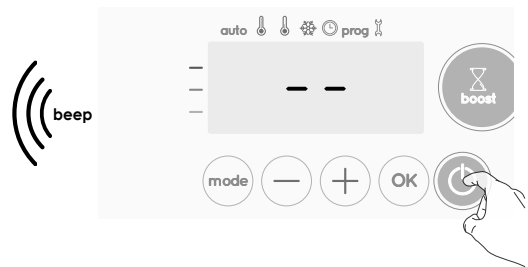 auto prog
boost
beep
– –
mode – + OK